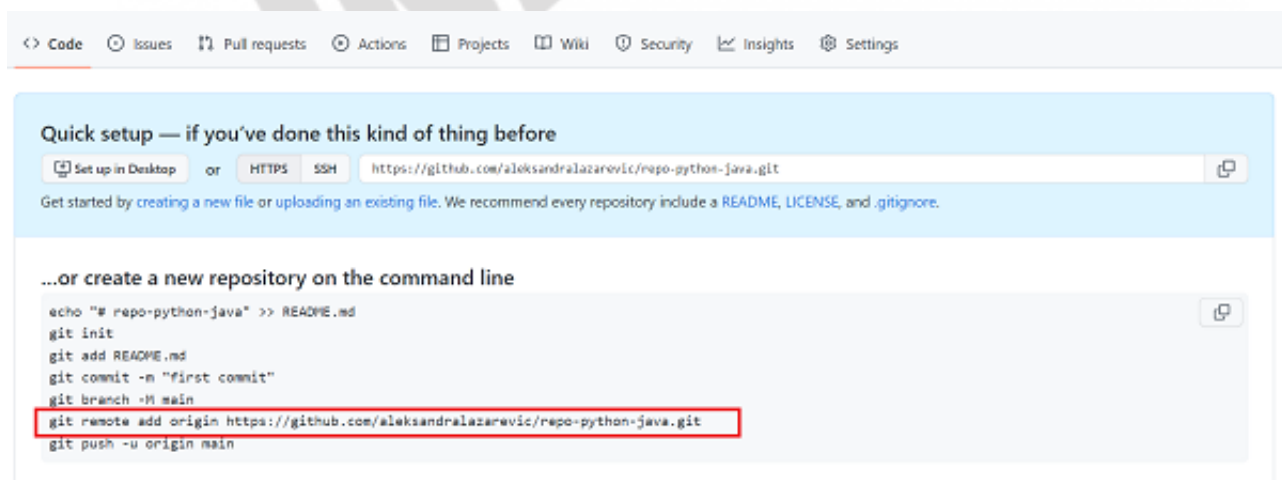 Code Issues Pull requests Actions Projects Wiki Security Insights Settings
Quick setup — if you've done this kind of thing before
Set up in Desktop or HTTPS SSH https://github.com/aleksandralazarevic/repo-python-java.git
Get started by creating a new file or uploading an existing file. We recommend every repository include a README, LICENSE, and .gitignore.
...or create a new repository on the command line
echo "# repo-python-java" >> README.md
git init
git add README.md
git commit -m "first commit"
git branch -M main
git remote add origin https://github.com/aleksandralazarevic/repo-python-java.git
git push -u origin main